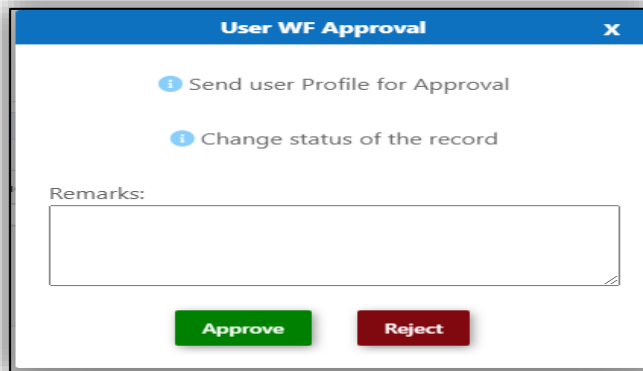 User WF Approval x
Send user Profile for Approval
Change status of the record
Remarks:
Approve Reject